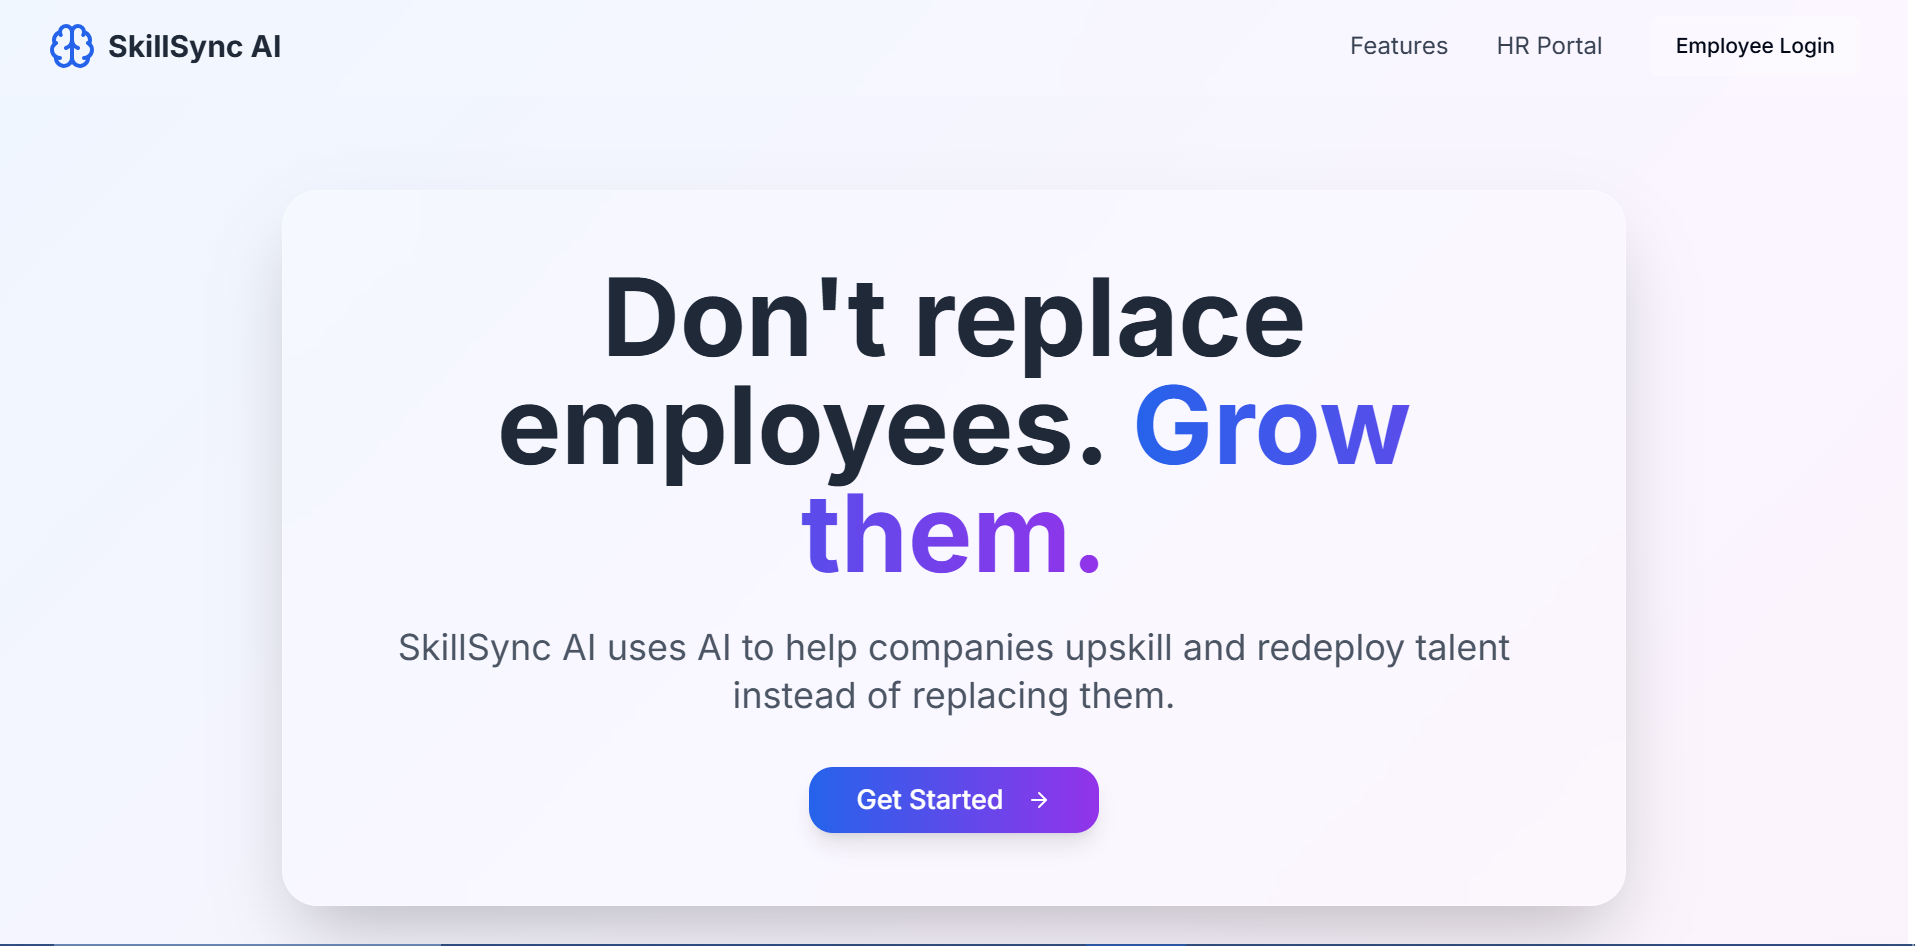 SkillSync AI
Features
HR Portal
Employee Login
Don't replace
employees. Grow
them.
SkillSync AI uses AI to help companies upskill and redeploy talent
instead of replacing them.
Get Started